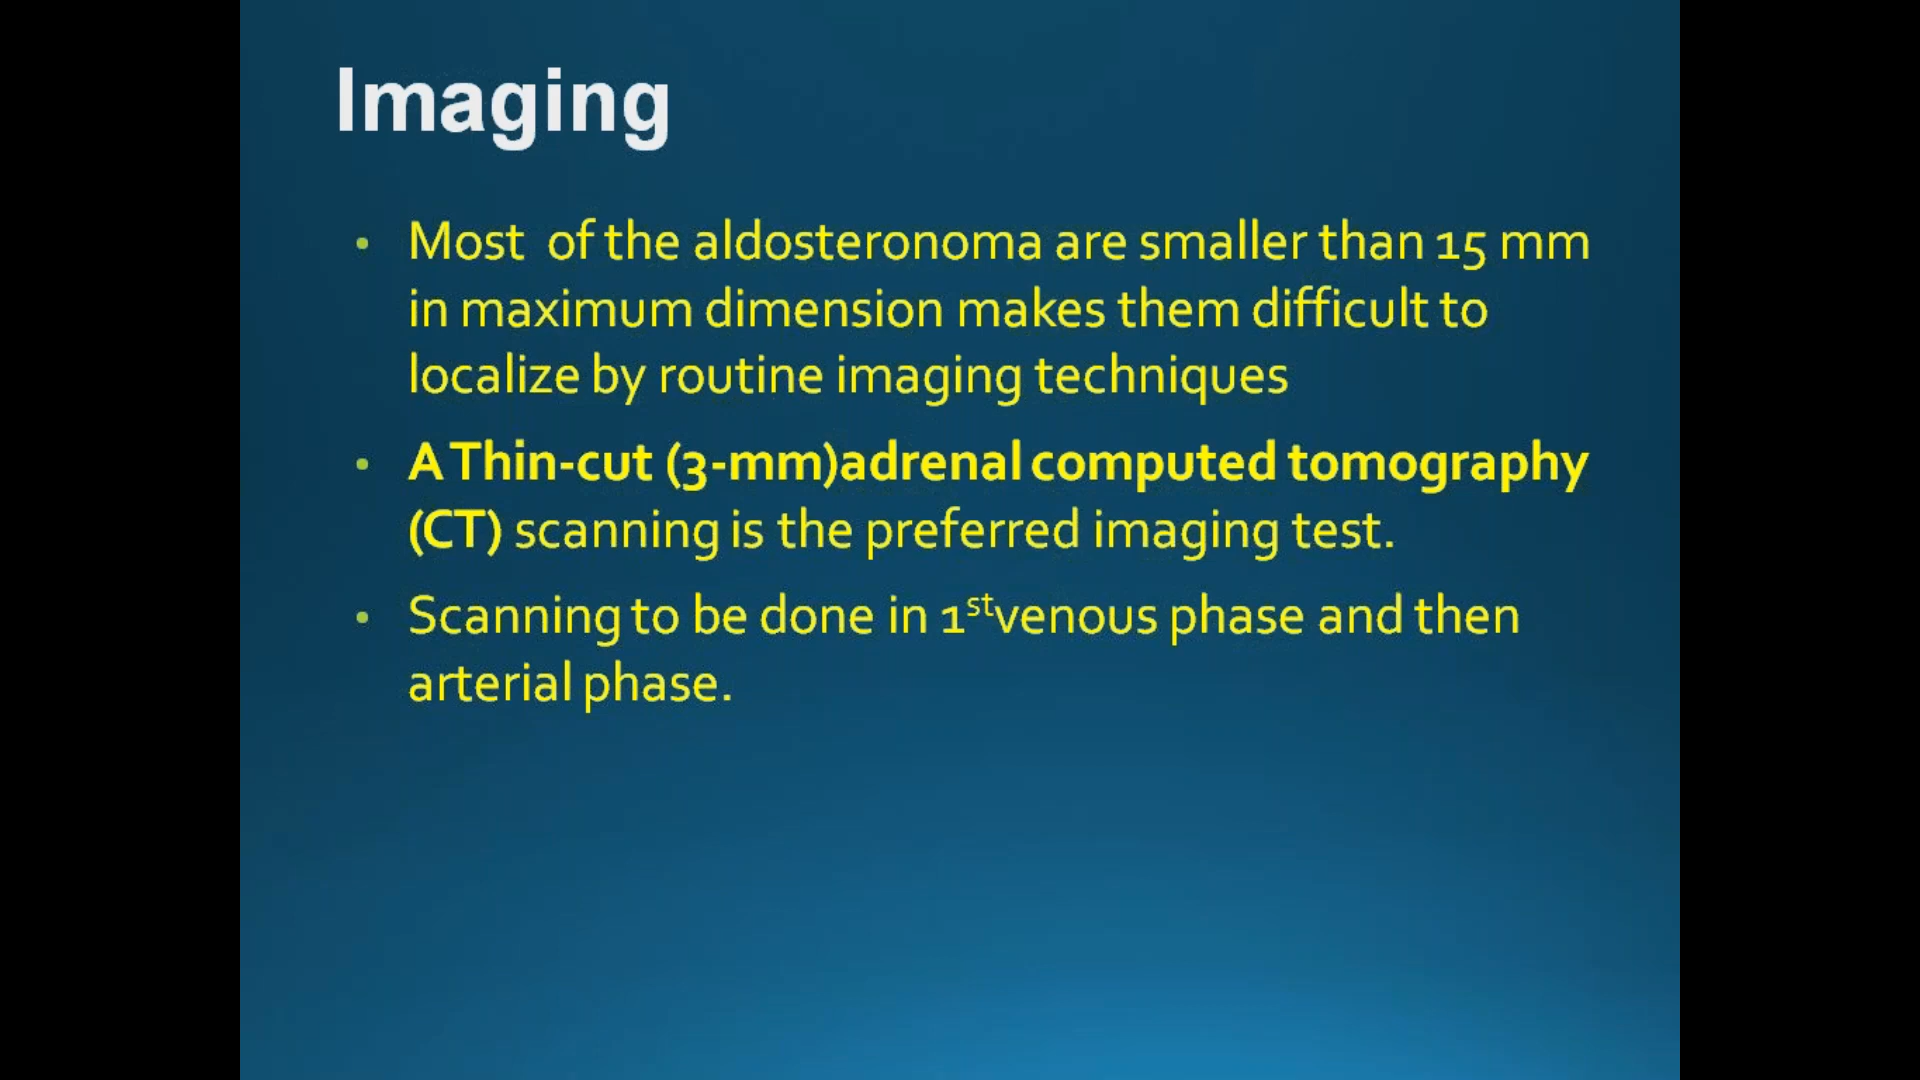 Imaging
• Most of the aldosteronoma are smaller than 15 mm
in maximum dimension makes them difficult to
localize by routine imaging techniques
• A Thin-cut (3-mm)adrenal computed tomography
(CT) scanning is the preferred imaging test.
• Scanning to be done in 1stvenous phase and then
arterial phase.